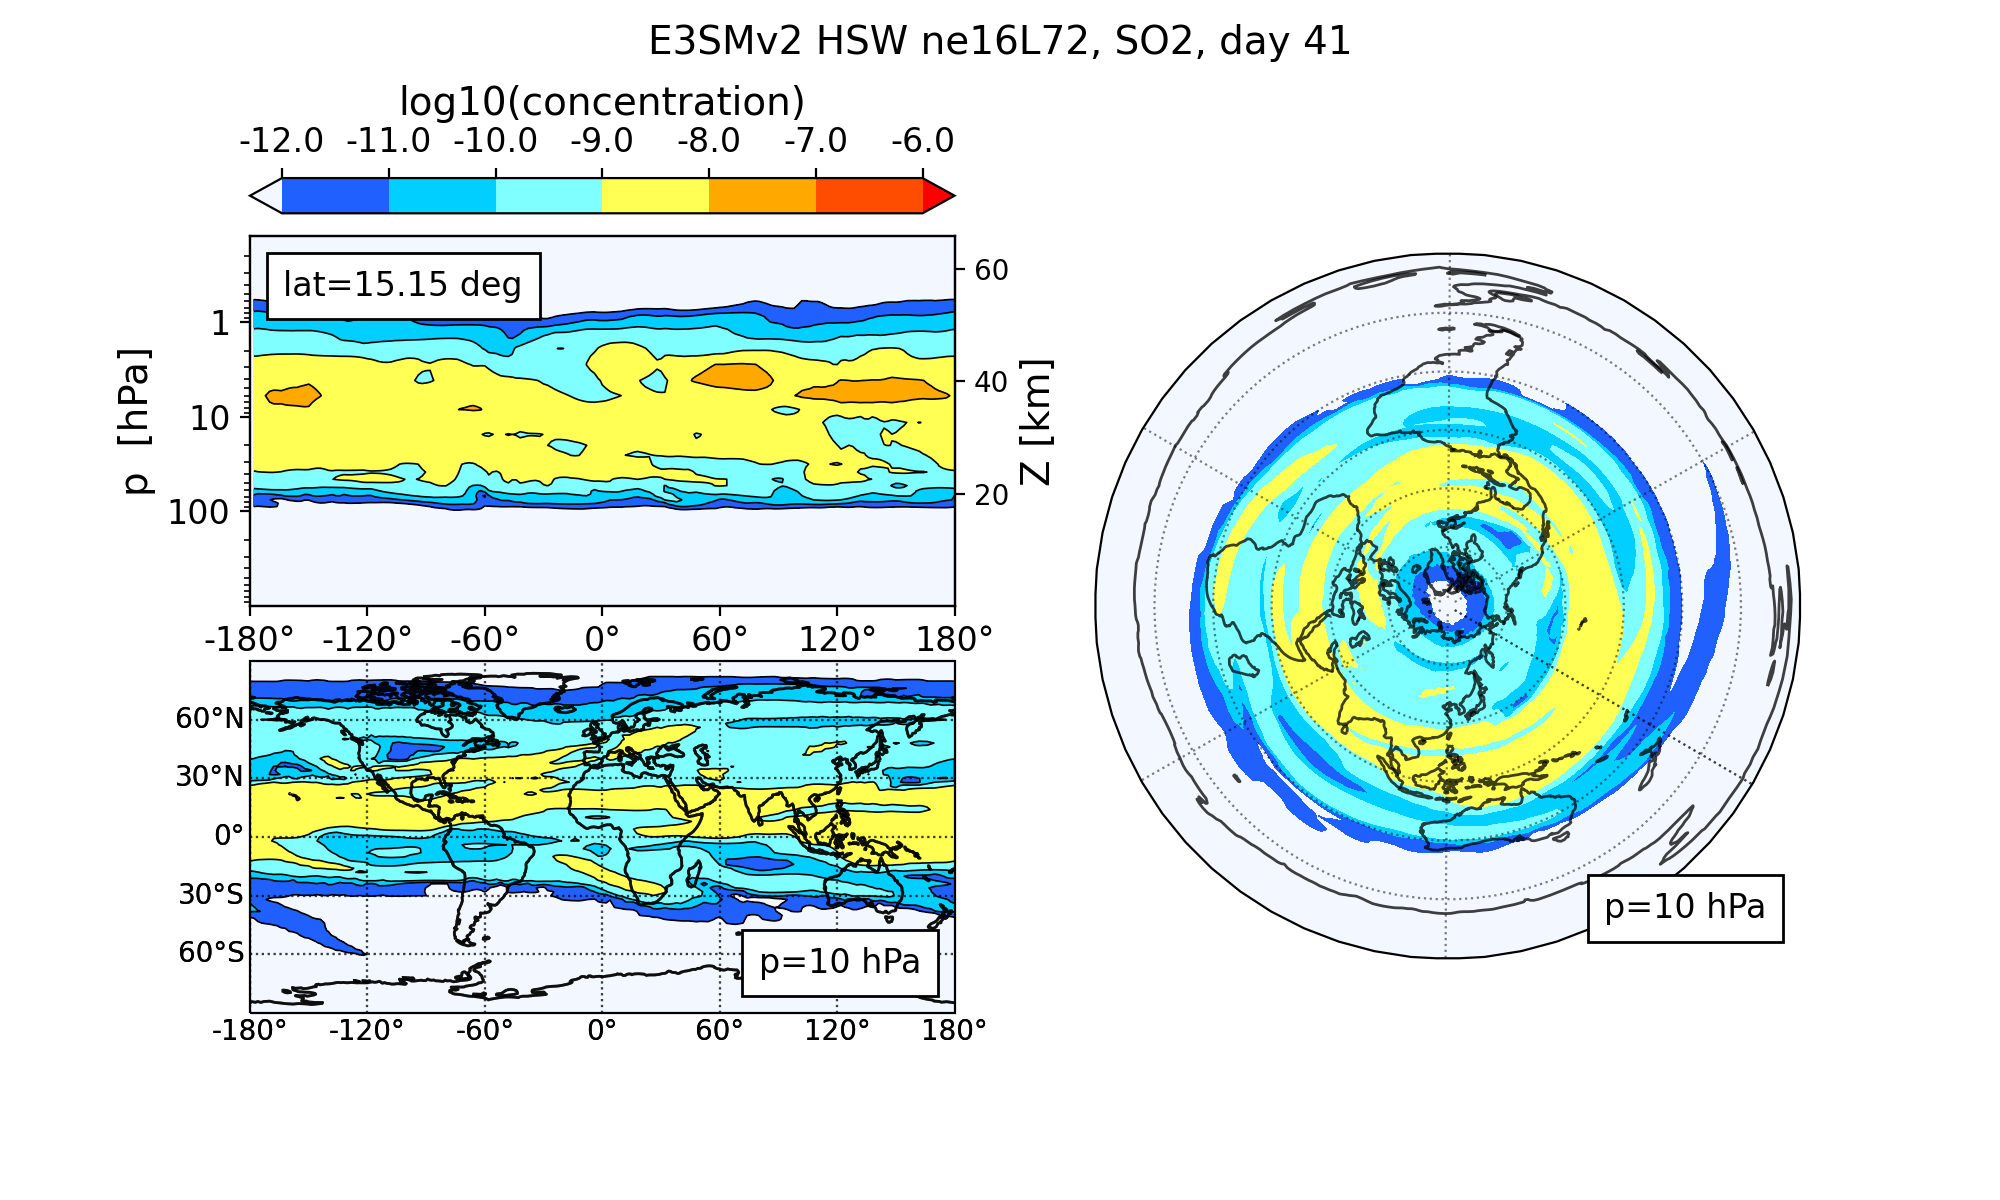 E3SMv2 HSW ne16L72, SO2, day 41
log10(concentration)
-12.0 -11.0 -10.0 -9.0 -8.0 -7.0 -6.0
lat=15.15 deg
p [hPa]
1
10
100
Z [km]
60
40
20
-180° -120° -60° 0° 60° 120° 180°
60°N
30°N
0°
30°S
60°S
p=10 hPa
-180° -120° -60° 0° 60° 120° 180°
p=10 hPa